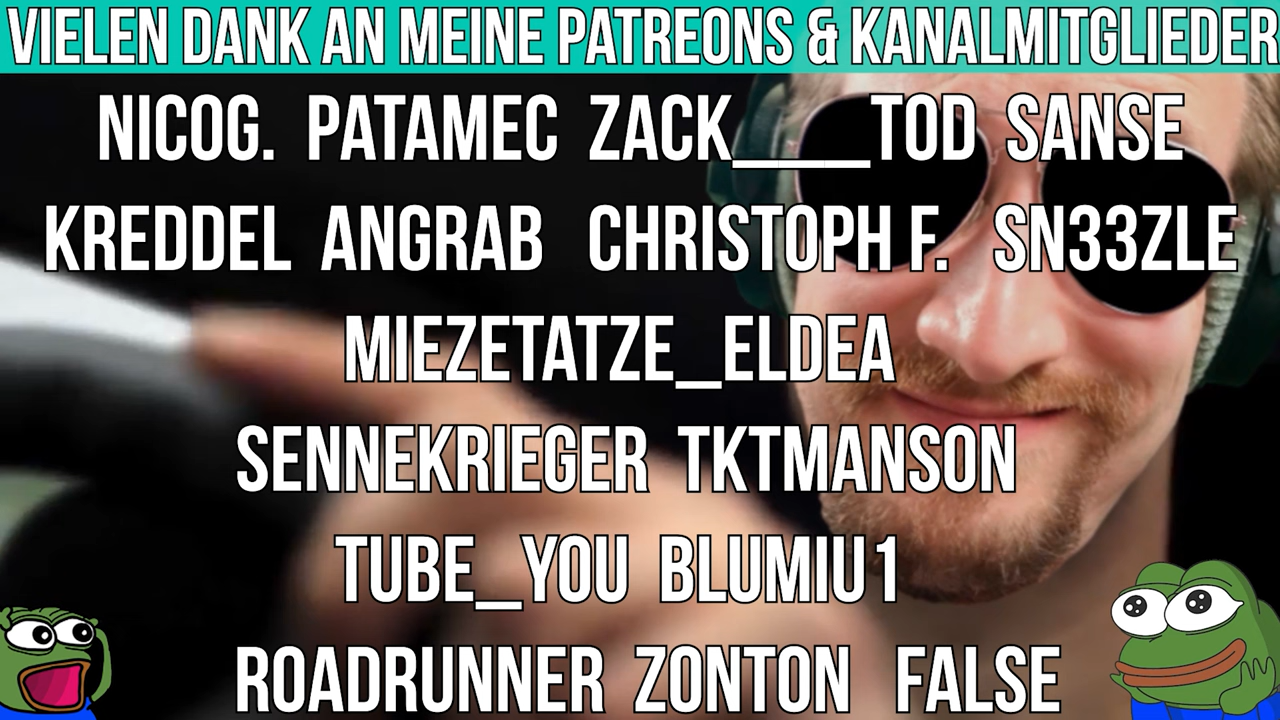 VIELEN DANK AN MEINE PATREONS & KANALMITGLIEDER
NICOG. PATAMEC ZACK___TOD SANSE
KREDDEL ANGRAB CHRISTOPH F. SN33ZLE
MIEZETATZE_ELDEA
SENNEKRIEGER TKTMANSON
TUBE_YOU BLUMIU1
ROADRUNNER ZONTON FALSE